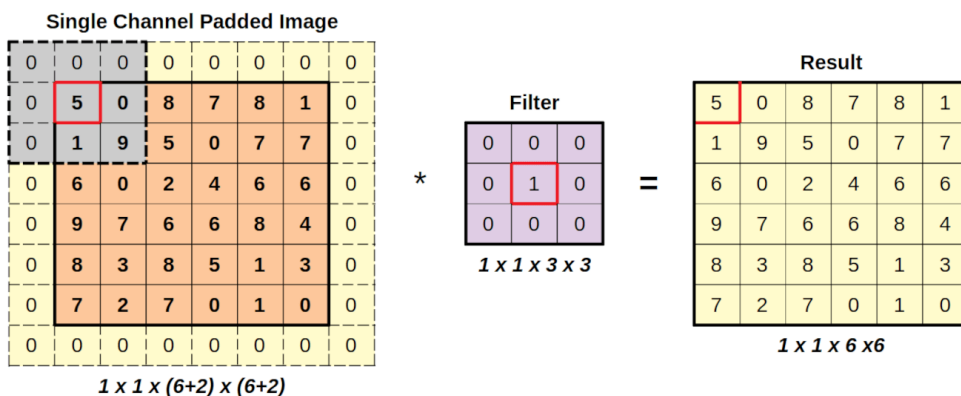 Single Channel Padded Image
0 0 0 0 0 0 0 0
0 5 0 8 7 8 1 0
0 1 9 5 0 7 7 0
0 6 0 2 4 6 6 0
0 9 7 6 6 8 4 0
0 8 3 8 5 1 3 0
0 7 2 7 0 1 0 0
0 0 0 0 0 0 0 0
1 x 1 x (6+2) x (6+2)
*
Filter
0 0 0
0 1 0
0 0 0
1 x 1 x 3 x 3
=
Result
5 0 8 7 8 1
1 9 5 0 7 7
6 0 2 4 6 6
9 7 6 6 8 4
8 3 8 5 1 3
7 2 7 0 1 0
1 x 1 x 6 x6